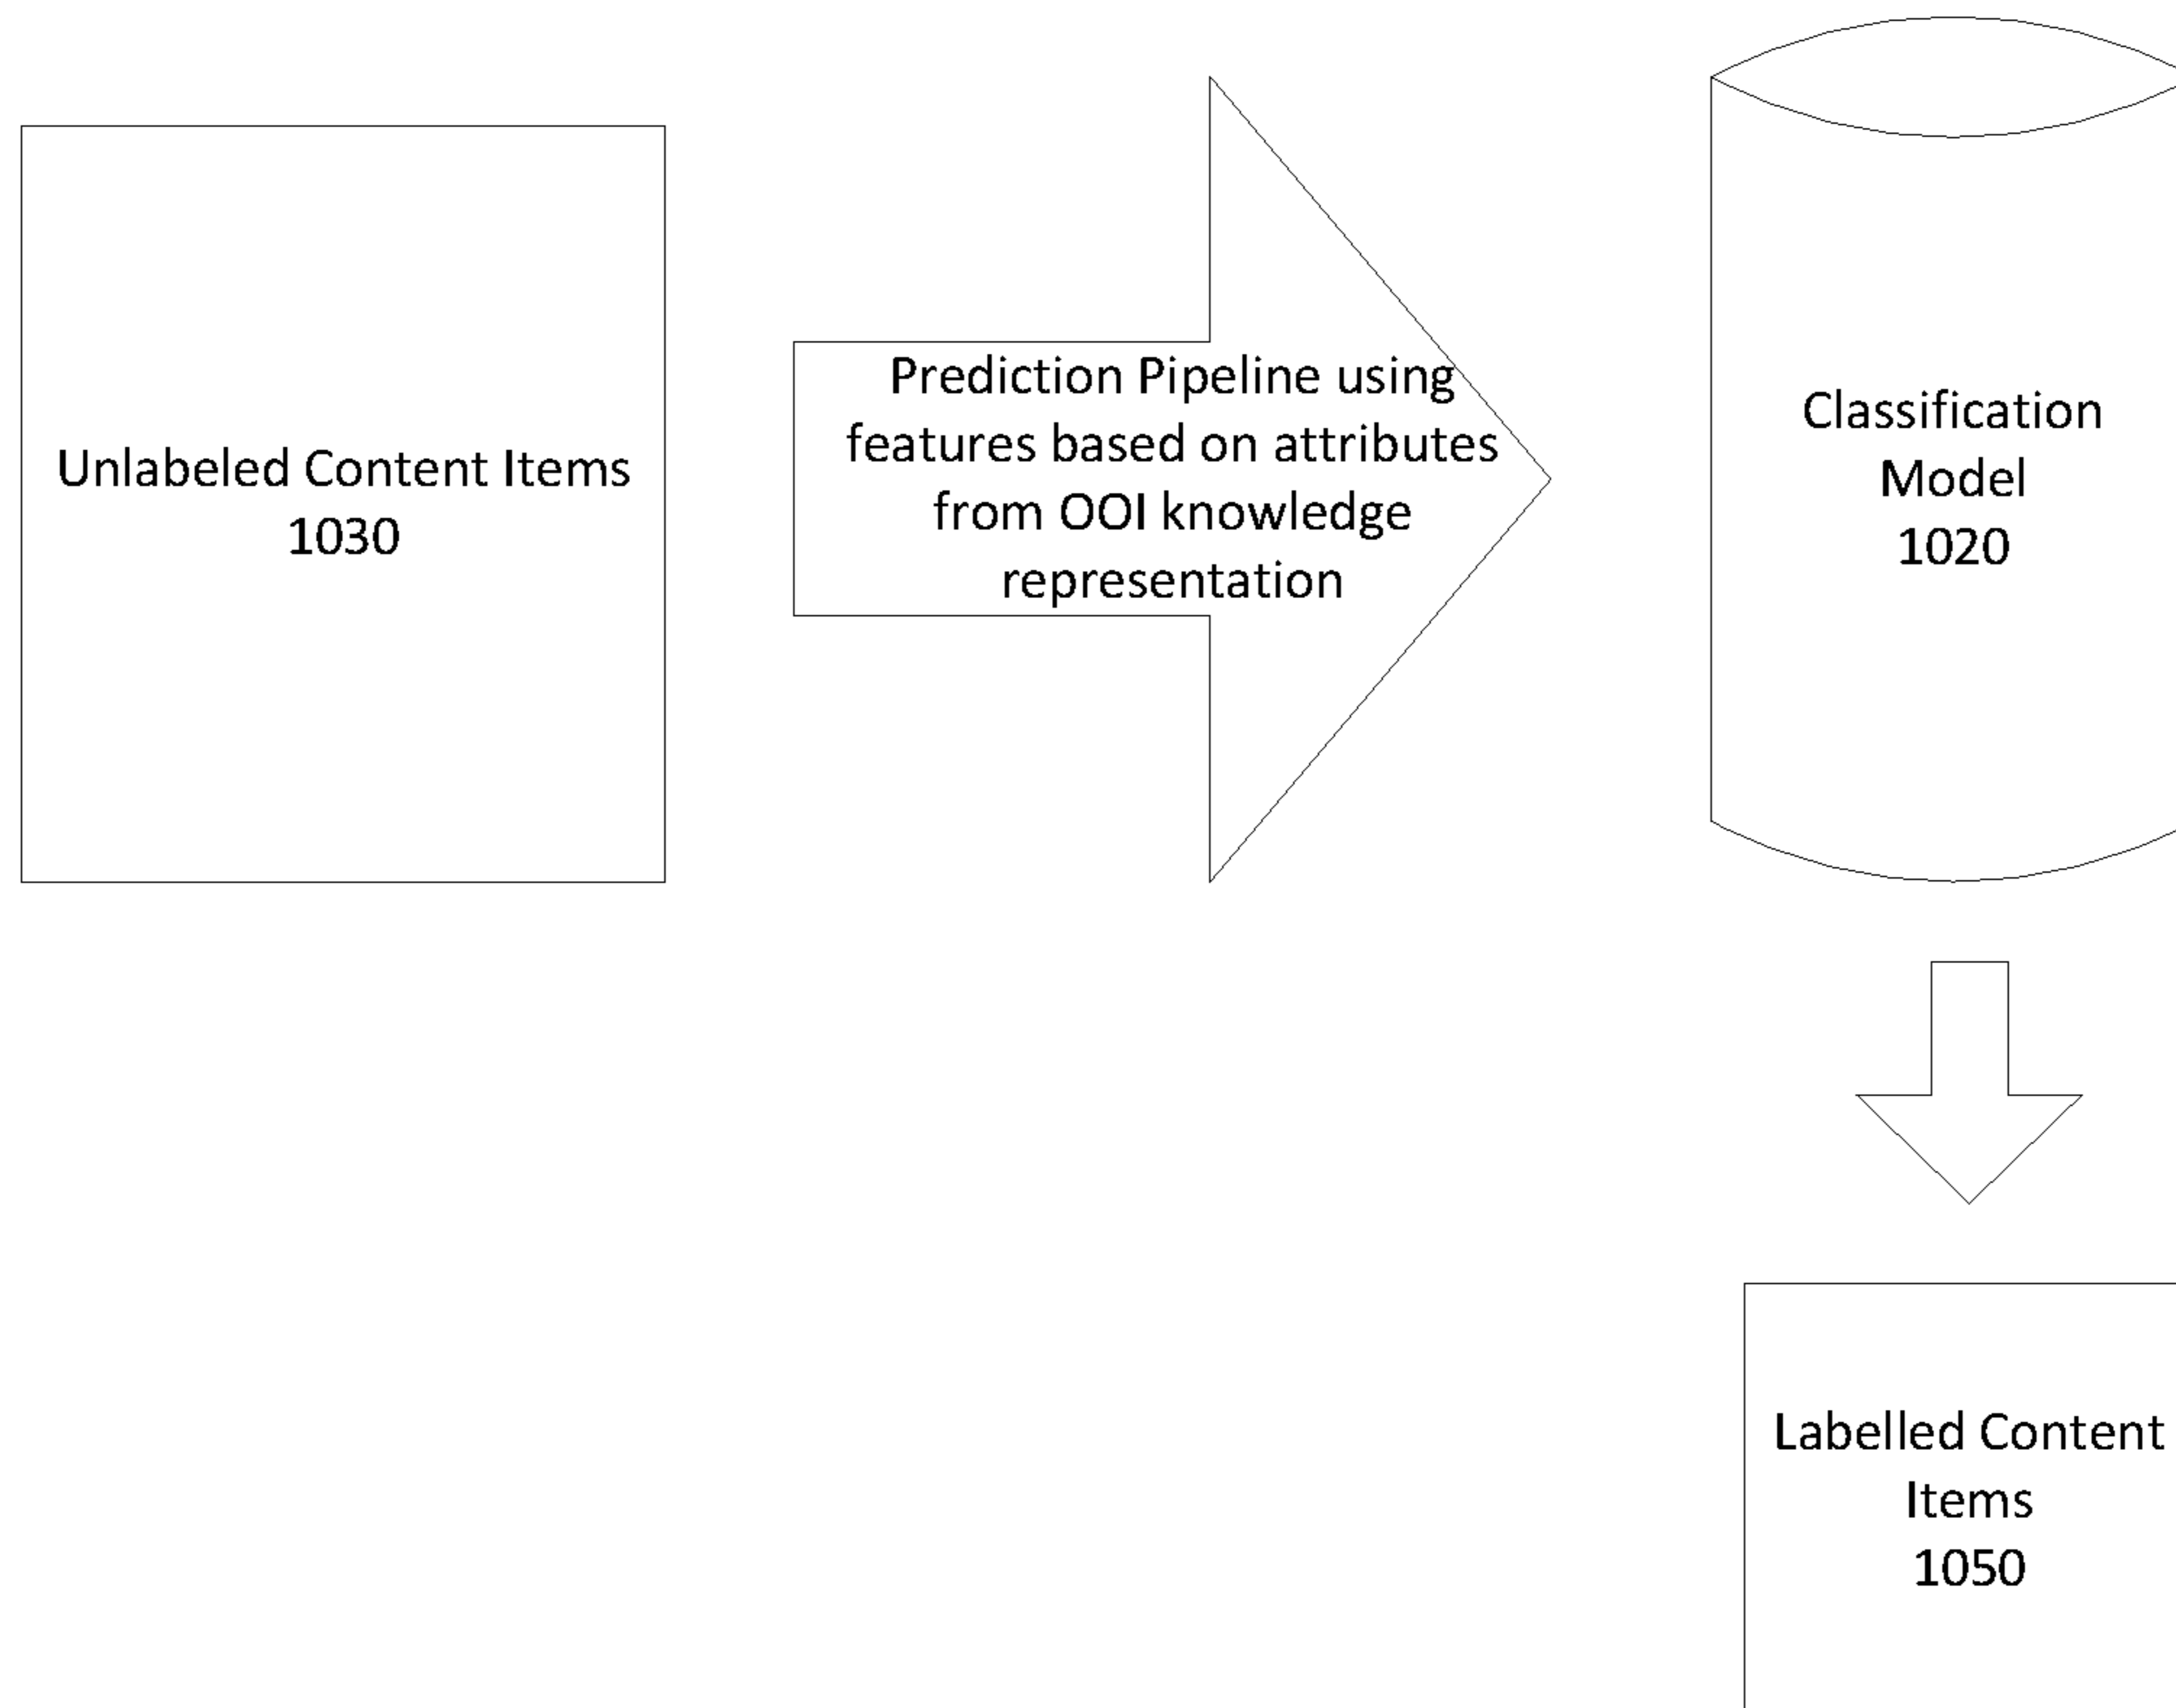 Unlabeled Content Items
1030
Prediction Pipeline using
features based on attributes
from OOI knowledge
representation
Classification
Model
1020
Labelled Content
Items
1050